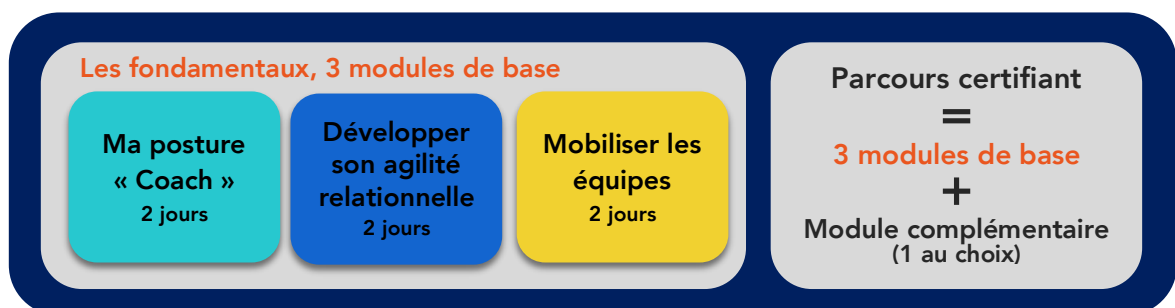 Les fondamentaux, 3 modules de base
Ma posture
« Coach »
2 jours
Développer
son agilité
relationnelle
2 jours
Mobiliser les
équipes
2 jours
Parcours certifiant
=
3 modules de base
+
Module complémentaire
(1 au choix)